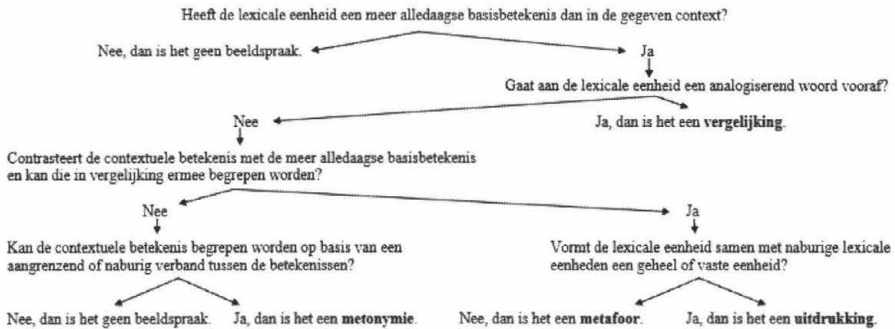 Heeft de lexicale eenheid een meer alledaagse basisbetekenis dan in de gegeven context?
Nee, dan is het geen beeldspraak.
Ja
Gaat aan de lexicale eenheid een analogiserend woord vooraf?
Nee
Ja, dan is het een vergelijking.
Contrasteert de contextuele betekenis met de meer alledaagse basisbetekenis
en kan die in vergelijking ermee begrepen worden?
Nee
Ja
Kan de contextuele betekenis begrepen worden op basis van een
aangrenzend of naburig verband tussen de betekenissen?
Vormt de lexicale eenheid samen met naburige lexicale
eenheden een geheel of vaste eenheid?
Nee, dan is het geen beeldspraak.
Ja, dan is het een metonymie.
Nee, dan is het een metafoor.
Ja, dan is het een uitdrukking.